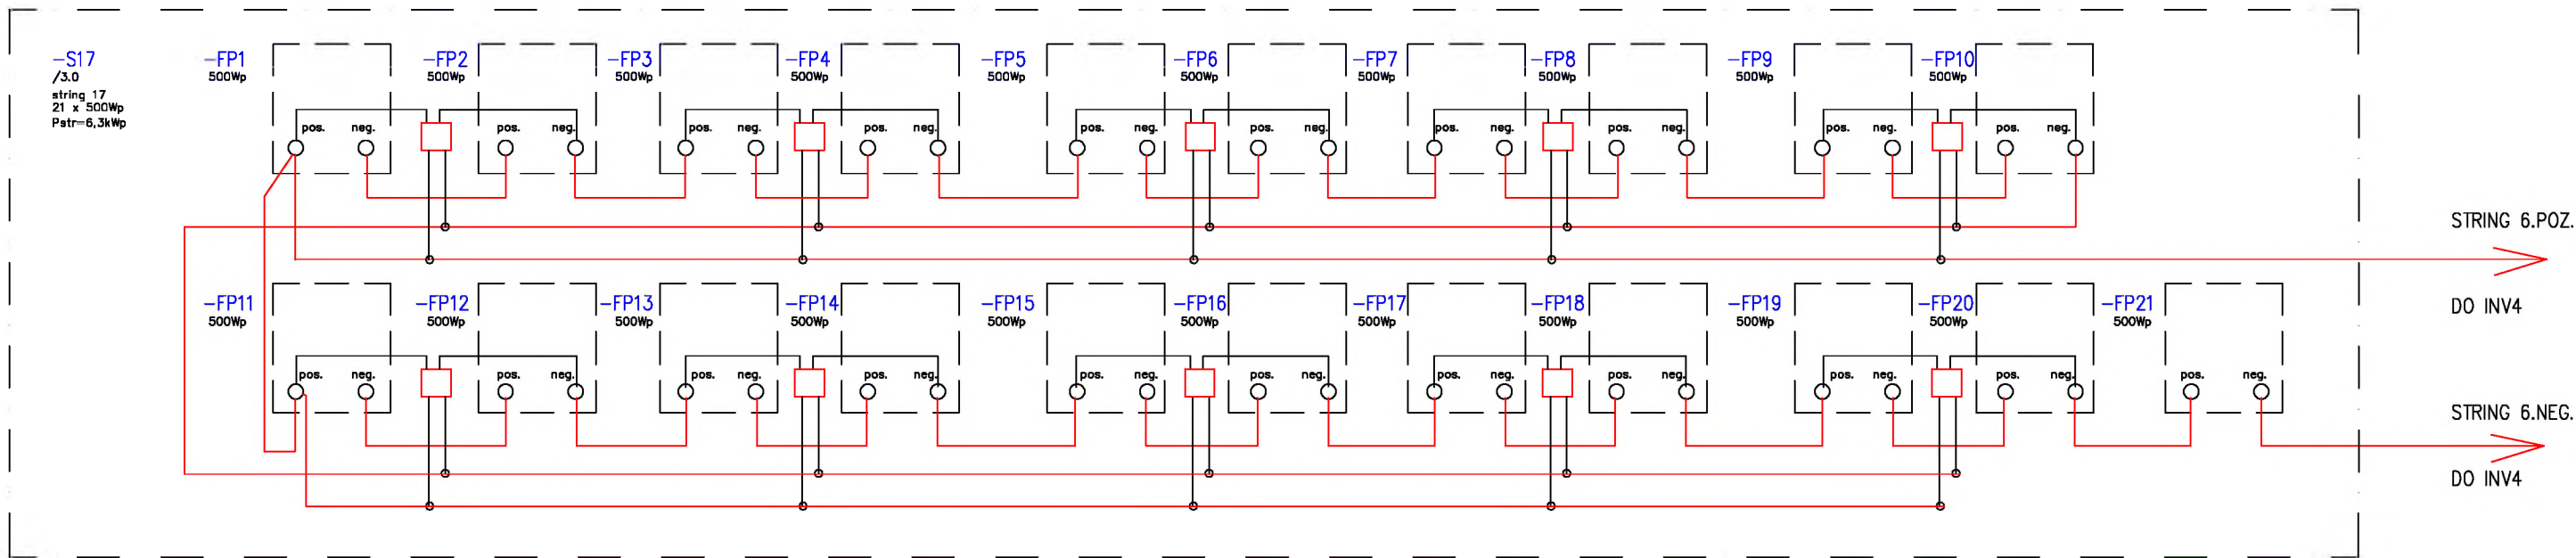 -S17
/3.0
string 17
21 x 500Wp
Pstr=6,3kWp
-FP1
500Wp
-FP2
500Wp
-FP3
500Wp
-FP4
500Wp
-FP5
500Wp
-FP6
500Wp
-FP7
500Wp
-FP8
500Wp
-FP9
500Wp
-FP10
500Wp
pos. neg. pos. neg. pos. neg. pos. neg. pos. neg. pos. neg. pos. neg. pos. neg. pos. neg. pos. neg.
STRING 6.POZ.
DO INV4
-FP11
500Wp
-FP12
500Wp
-FP13
500Wp
-FP14
500Wp
-FP15
500Wp
-FP16
500Wp
-FP17
500Wp
-FP18
500Wp
-FP19
500Wp
-FP20
500Wp
-FP21
500Wp
pos. neg. pos. neg. pos. neg. pos. neg. pos. neg. pos. neg. pos. neg. pos. neg. pos. neg. pos. neg. pos. neg.
STRING 6.NEG.
DO INV4